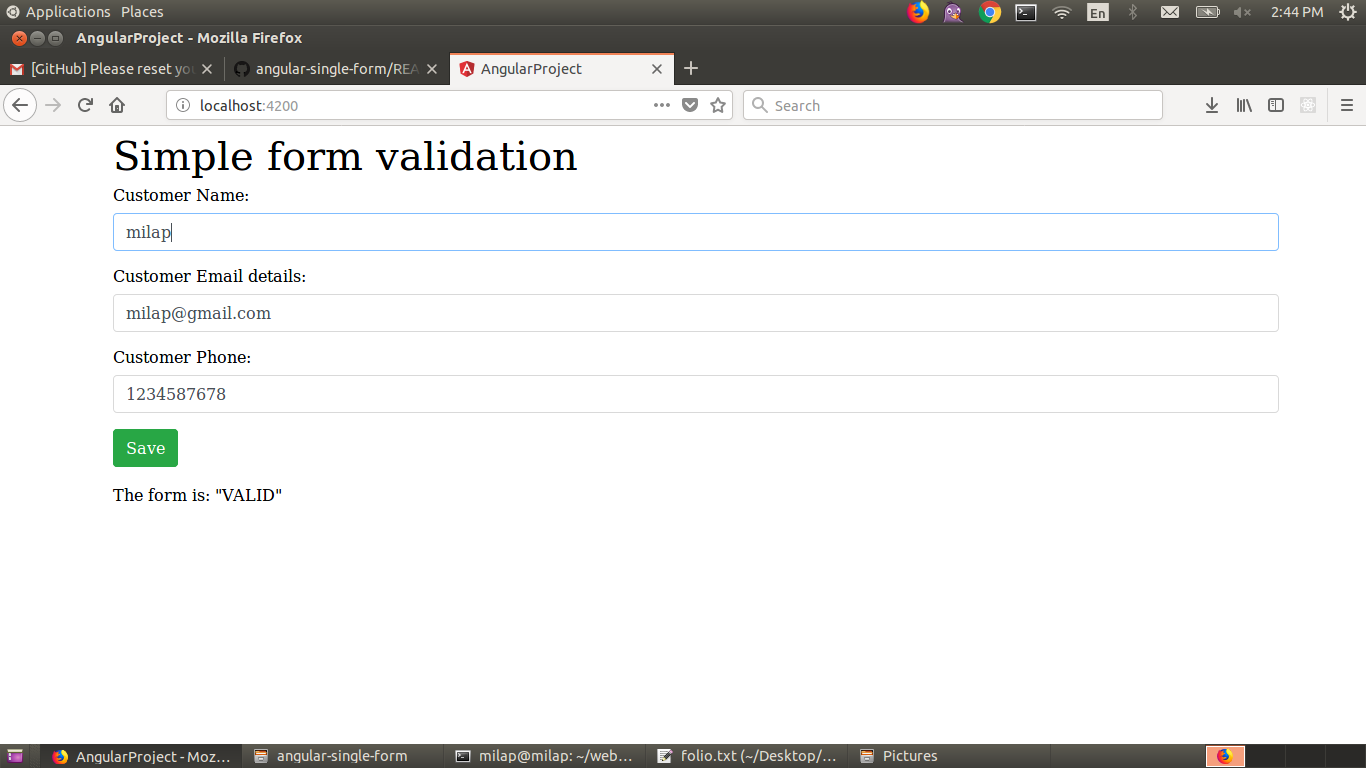 Applications Places En 2:44 PM
AngularProject - Mozilla Firefox
[GitHub] Please reset yo angular-single-form/REA AngularProject
localhost:4200 Search
Simple form validation
Customer Name:
milap
Customer Email details:
milap@gmail.com
Customer Phone:
1234587678
Save
The form is: "VALID"
AngularProject - Moz... angular-single-form milap@milap: ~/web... folio.txt (~/Desktop/... Pictures